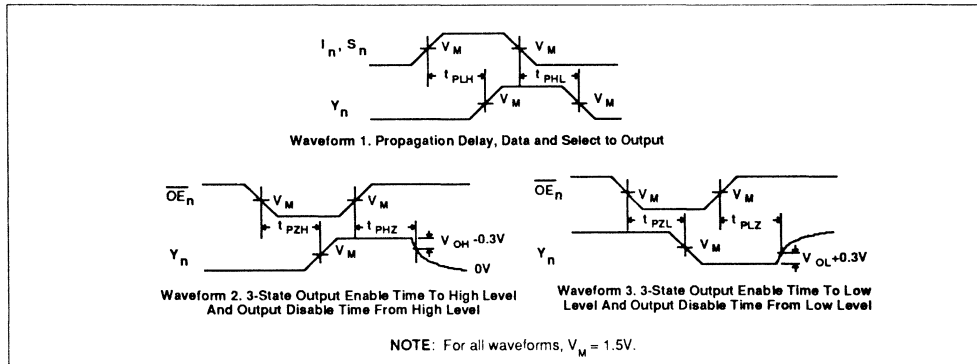 I n, S n
V M
V M
t PLH
t PHL
Y n
V M
V M
Waveform 1. Propagation Delay, Data and Select to Output
OE n
V M
V M
t PZH
t PHZ
V OH -0.3V
Y n
V M
0V
Waveform 2. 3-State Output Enable Time To High Level
And Output Disable Time From High Level
OE n
V M
V M
t PZL
t PLZ
Y n
V M
V OL +0.3V
Waveform 3. 3-State Output Enable Time To Low
Level And Output Disable Time From Low Level
NOTE: For all waveforms, V M = 1.5V.